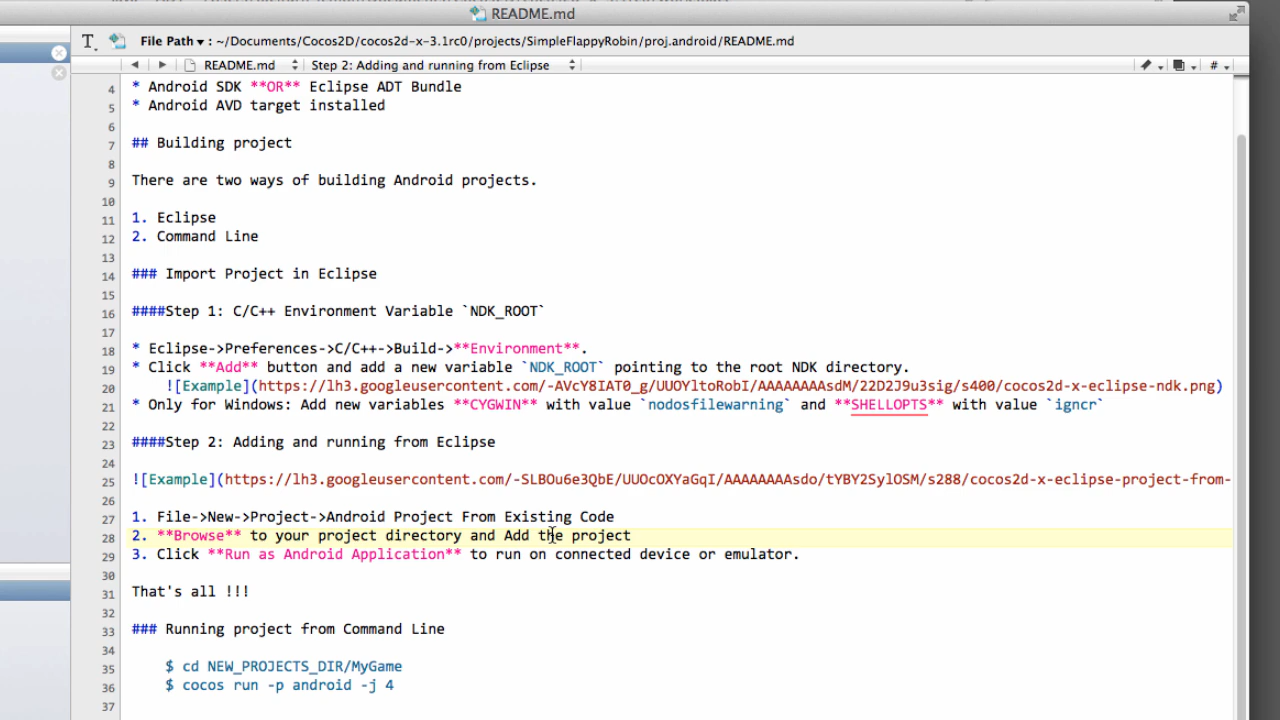 README.md
File Path ▾ : ~/Documents/Cocos2D/cocos2d-x-3.1rc0/projects/SimpleFlappyRobin/proj.android/README.md
README.md Step 2: Adding and running from Eclipse #
4 * Android SDK **OR** Eclipse ADT Bundle
5 * Android AVD target installed
6
7 ## Building project
8
9 There are two ways of building Android projects.
10
11 1. Eclipse
12 2. Command Line
13
14 ### Import Project in Eclipse
15
16 ####Step 1: C/C++ Environment Variable `NDK_ROOT`
17
18 * Eclipse->Preferences->C/C++->Build->**Environment**.
19 * Click **Add** button and add a new variable `NDK_ROOT` pointing to the root NDK directory.
20 ![Example](https://lh3.googleusercontent.com/-AVcY8IAT0_g/UUOYltoRobI/AAAAAAAAsdM/22D2J9u3sig/s400/cocos2d-x-eclipse-ndk.png)
21 * Only for Windows: Add new variables **CYGWIN** with value `nodosfilewarning` and **SHELLOPTS** with value `igncr`
22
23 ####Step 2: Adding and running from Eclipse
24
25 ![Example](https://lh3.googleusercontent.com/-SLBOu6e3QbE/UUOcOXYaGqI/AAAAAAAAsdo/tYBY2SylOSM/s288/cocos2d-x-eclipse-project-from-
26
27 1. File->New->Project->Android Project From Existing Code
28 2. **Browse** to your project directory and Add the project
29 3. Click **Run as Android Application** to run on connected device or emulator.
30
31 That's all !!!
32
33 ### Running project from Command Line
34
35 $ cd NEW_PROJECTS_DIR/MyGame
36 $ cocos run -p android -j 4
37